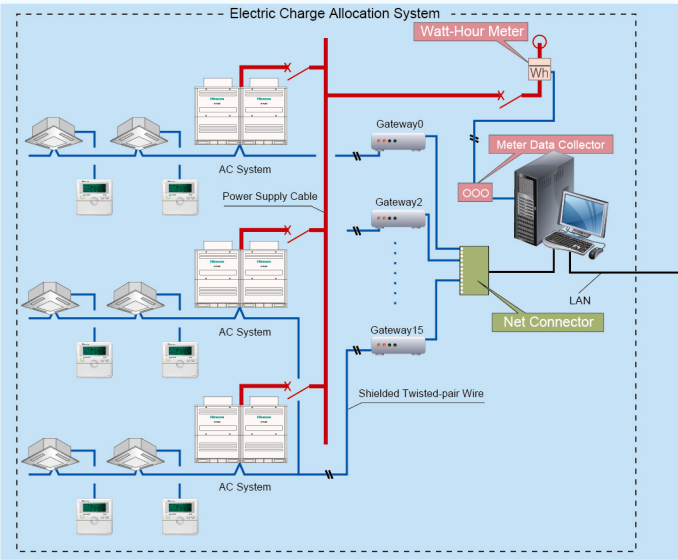 Electric Charge Allocation System
Watt-Hour Meter
Wh
Gateway0
Meter Data Collector
AC System
Power Supply Cable
Gateway2
LAN
Net Connector
AC System
Gateway15
Shielded Twisted-pair Wire
AC System